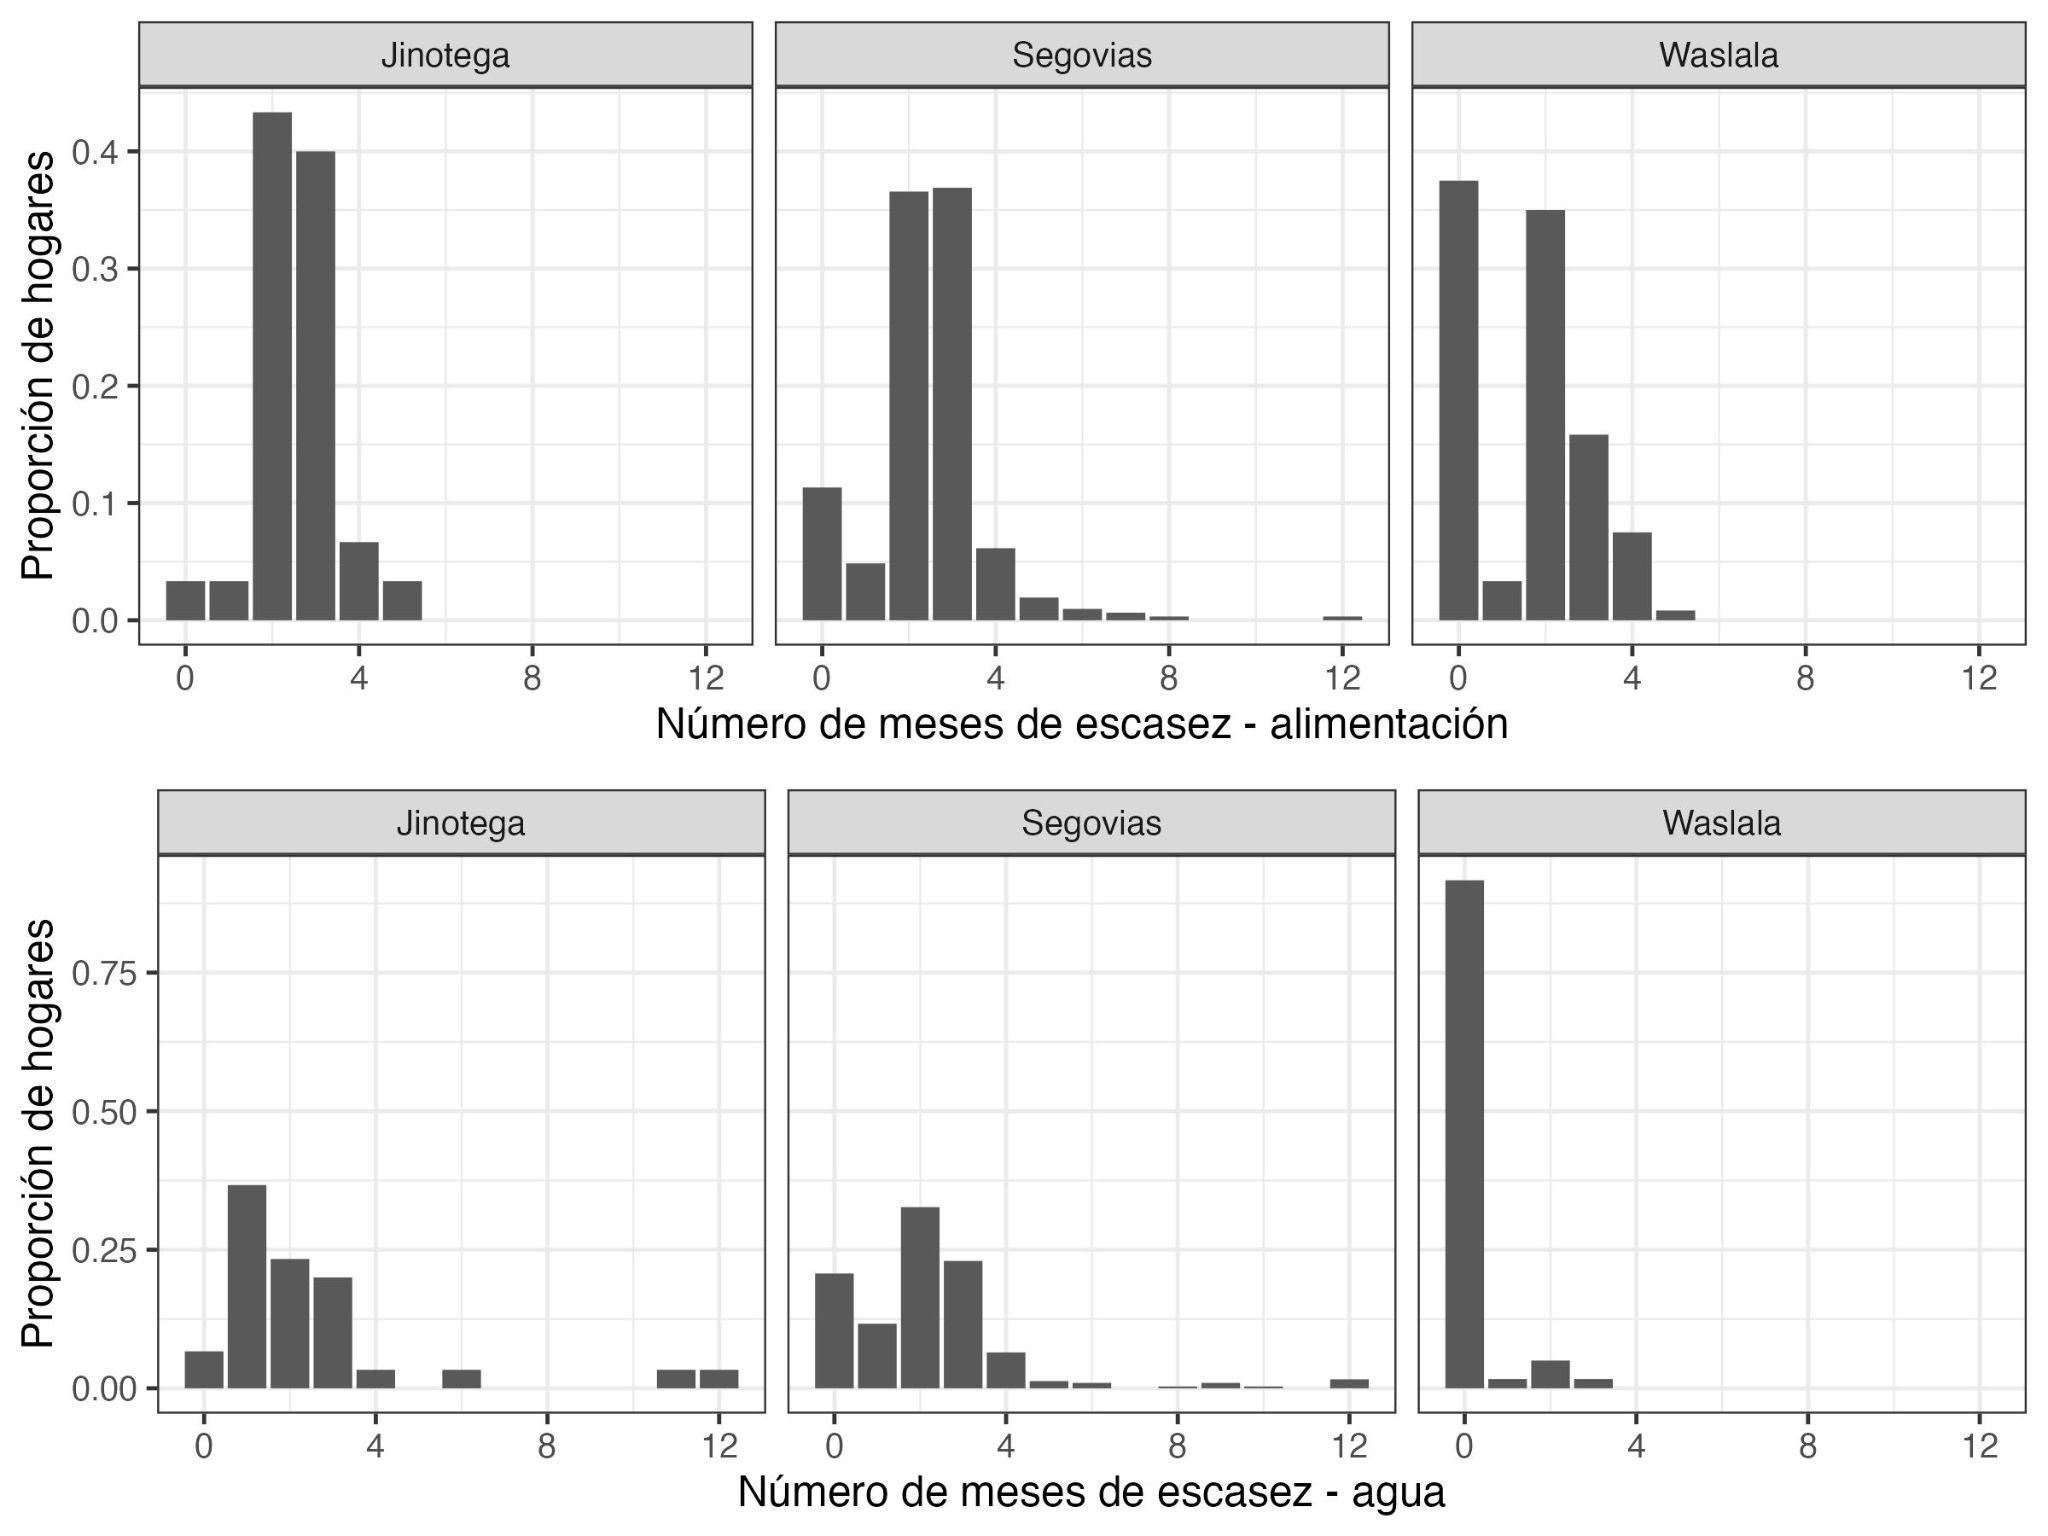 Jinotega
Segovias
Waslala
Proporción de hogares
0.4
0.3
0.2
0.1
0.0
0 4 8 12
0 4 8 12
0 4 8 12
Número de meses de escasez - alimentación
Jinotega
Segovias
Waslala
Proporción de hogares
0.75
0.50
0.25
0.00
0 4 8 12
0 4 8 12
0 4 8 12
Número de meses de escasez - agua